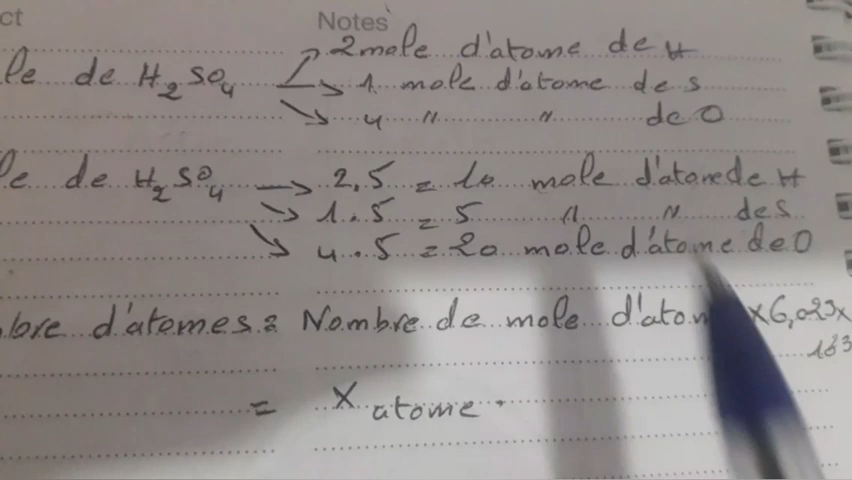 ct Notes
2 mole d'atome de H
le de H₂SO₄ → 1 mole d'atome de S
4 " " de O
le de H₂SO₄ → 2.5 = 10 mole d'atome de H
1.5 = 5 " " de S
4.5 = 20 mole d'atome de O
bre d'atomes = Nombre de mole d'atom x6,023x
= X atome.